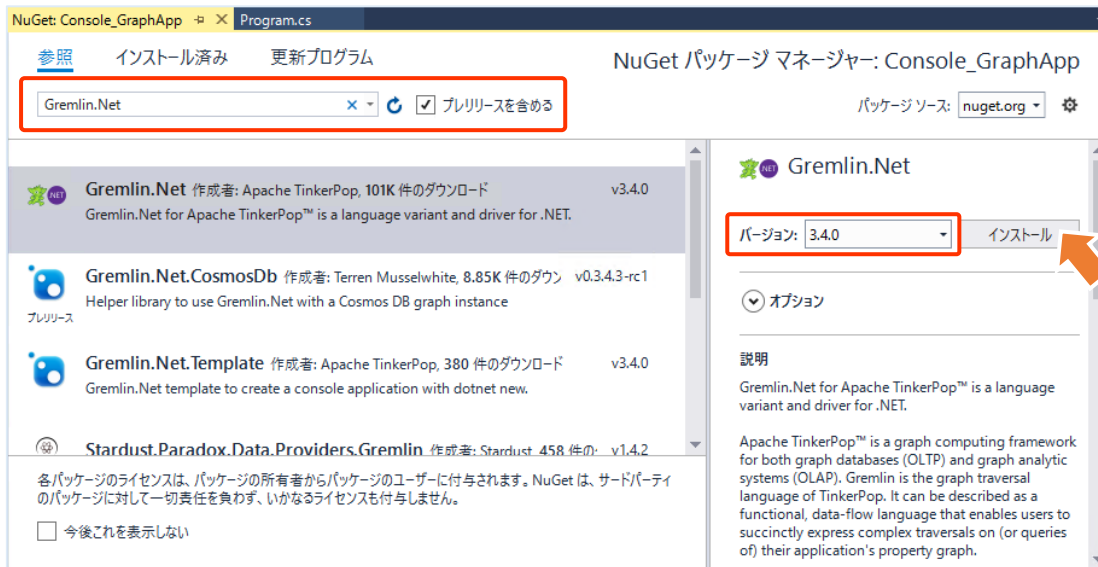 NuGet: Console_GraphApp
Program.cs
参照 インストール済み 更新プログラム
NuGet パッケージ マネージャー: Console_GraphApp
Gremlin.Net
プレリリースを含める
パッケージ ソース: nuget.org
Gremlin.Net 作成者: Apache TinkerPop, 101K 件のダウンロード v3.4.0
Gremlin.Net for Apache TinkerPop™ is a language variant and driver for .NET.
Gremlin.Net.CosmosDb 作成者: Terren Musselwhite, 8.85K 件のダウン v0.3.4.3-rc1
Helper library to use Gremlin.Net with a Cosmos DB graph instance
プレリリース
Gremlin.Net.Template 作成者: Apache TinkerPop, 380 件のダウンロード v3.4.0
Gremlin.Net template to create a console application with dotnet new.
Stardust.Paradox.Data.Providers.Gremlin 作成者: Stardust, 458 件の v1.4.2
各パッケージのライセンスは、パッケージの所有者からパッケージのユーザーに付与されます。NuGet は、サードパーティ
のパッケージに対して一切責任を負わず、いかなるライセンスも付与しません。
今後これを表示しない
NET Gremlin.Net
バージョン: 3.4.0 インストール
オプション
説明
Gremlin.Net for Apache TinkerPop™ is a language
variant and driver for .NET.
Apache TinkerPop™ is a graph computing framework
for both graph databases (OLTP) and graph analytic
systems (OLAP). Gremlin is the graph traversal
language of TinkerPop. It can be described as a
functional, data-flow language that enables users to
succinctly express complex traversals on (or queries
of) their application's property graph.